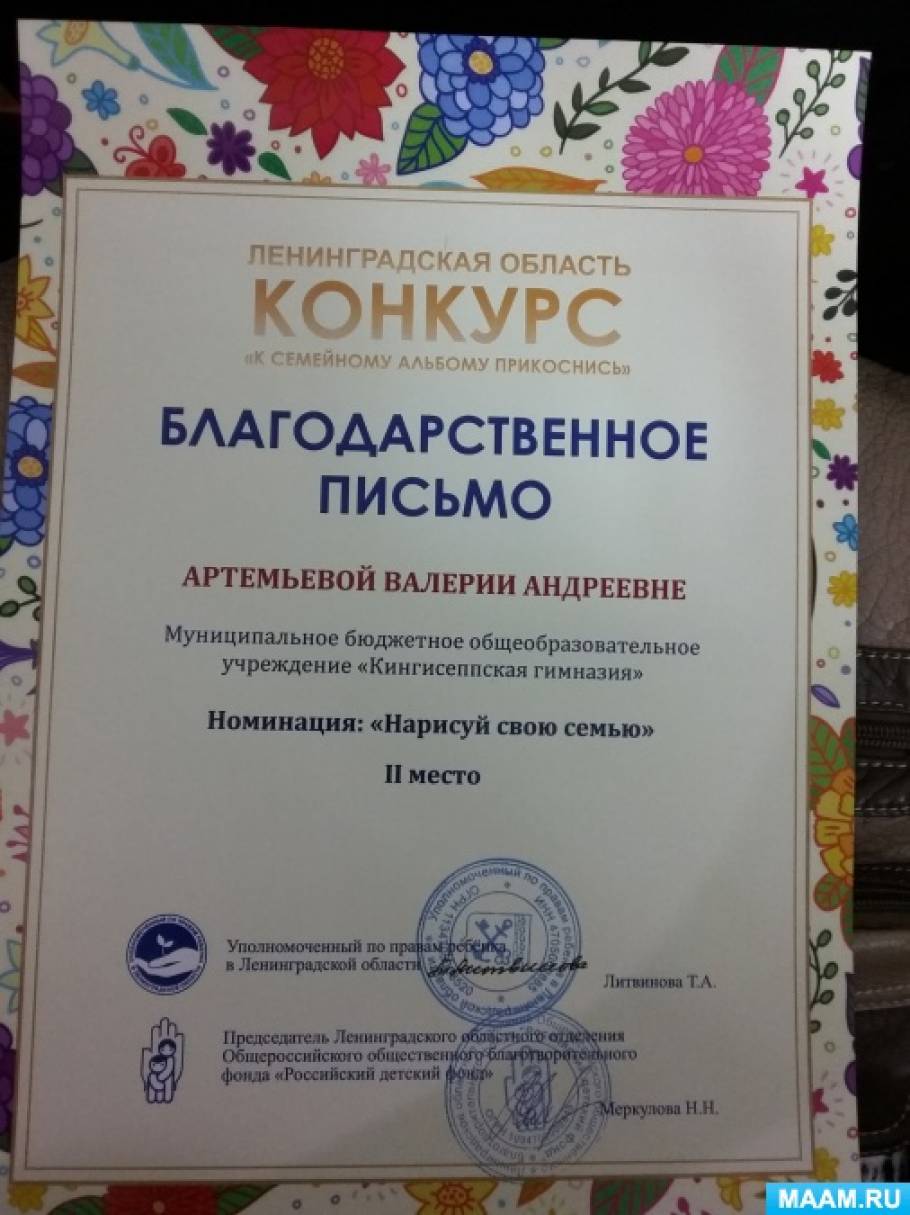 ЛЕНИНГРАДСКАЯ ОБЛАСТЬ
КОНКУРС
«К СЕМЕЙНОМУ АЛЬБОМУ ПРИКОСНИСЬ»
БЛАГОДАРСТВЕННОЕ
ПИСЬМО
АРТЕМЬЕВОЙ ВАЛЕРИИ АНДРЕЕВНЕ
Муниципальное бюджетное общеобразовательное
учреждение «Кингисеппская гимназия»
Номинация: «Нарисуй свою семью»
II место
Уполномоченный по правам ребенка
в Ленинградской области
Литвинова Т.А.
Председатель Ленинградского областного отделения
Общероссийского общественного благотворительного
фонда «Российский детский фонд»
Меркулова Н.Н.
MAAM.RU